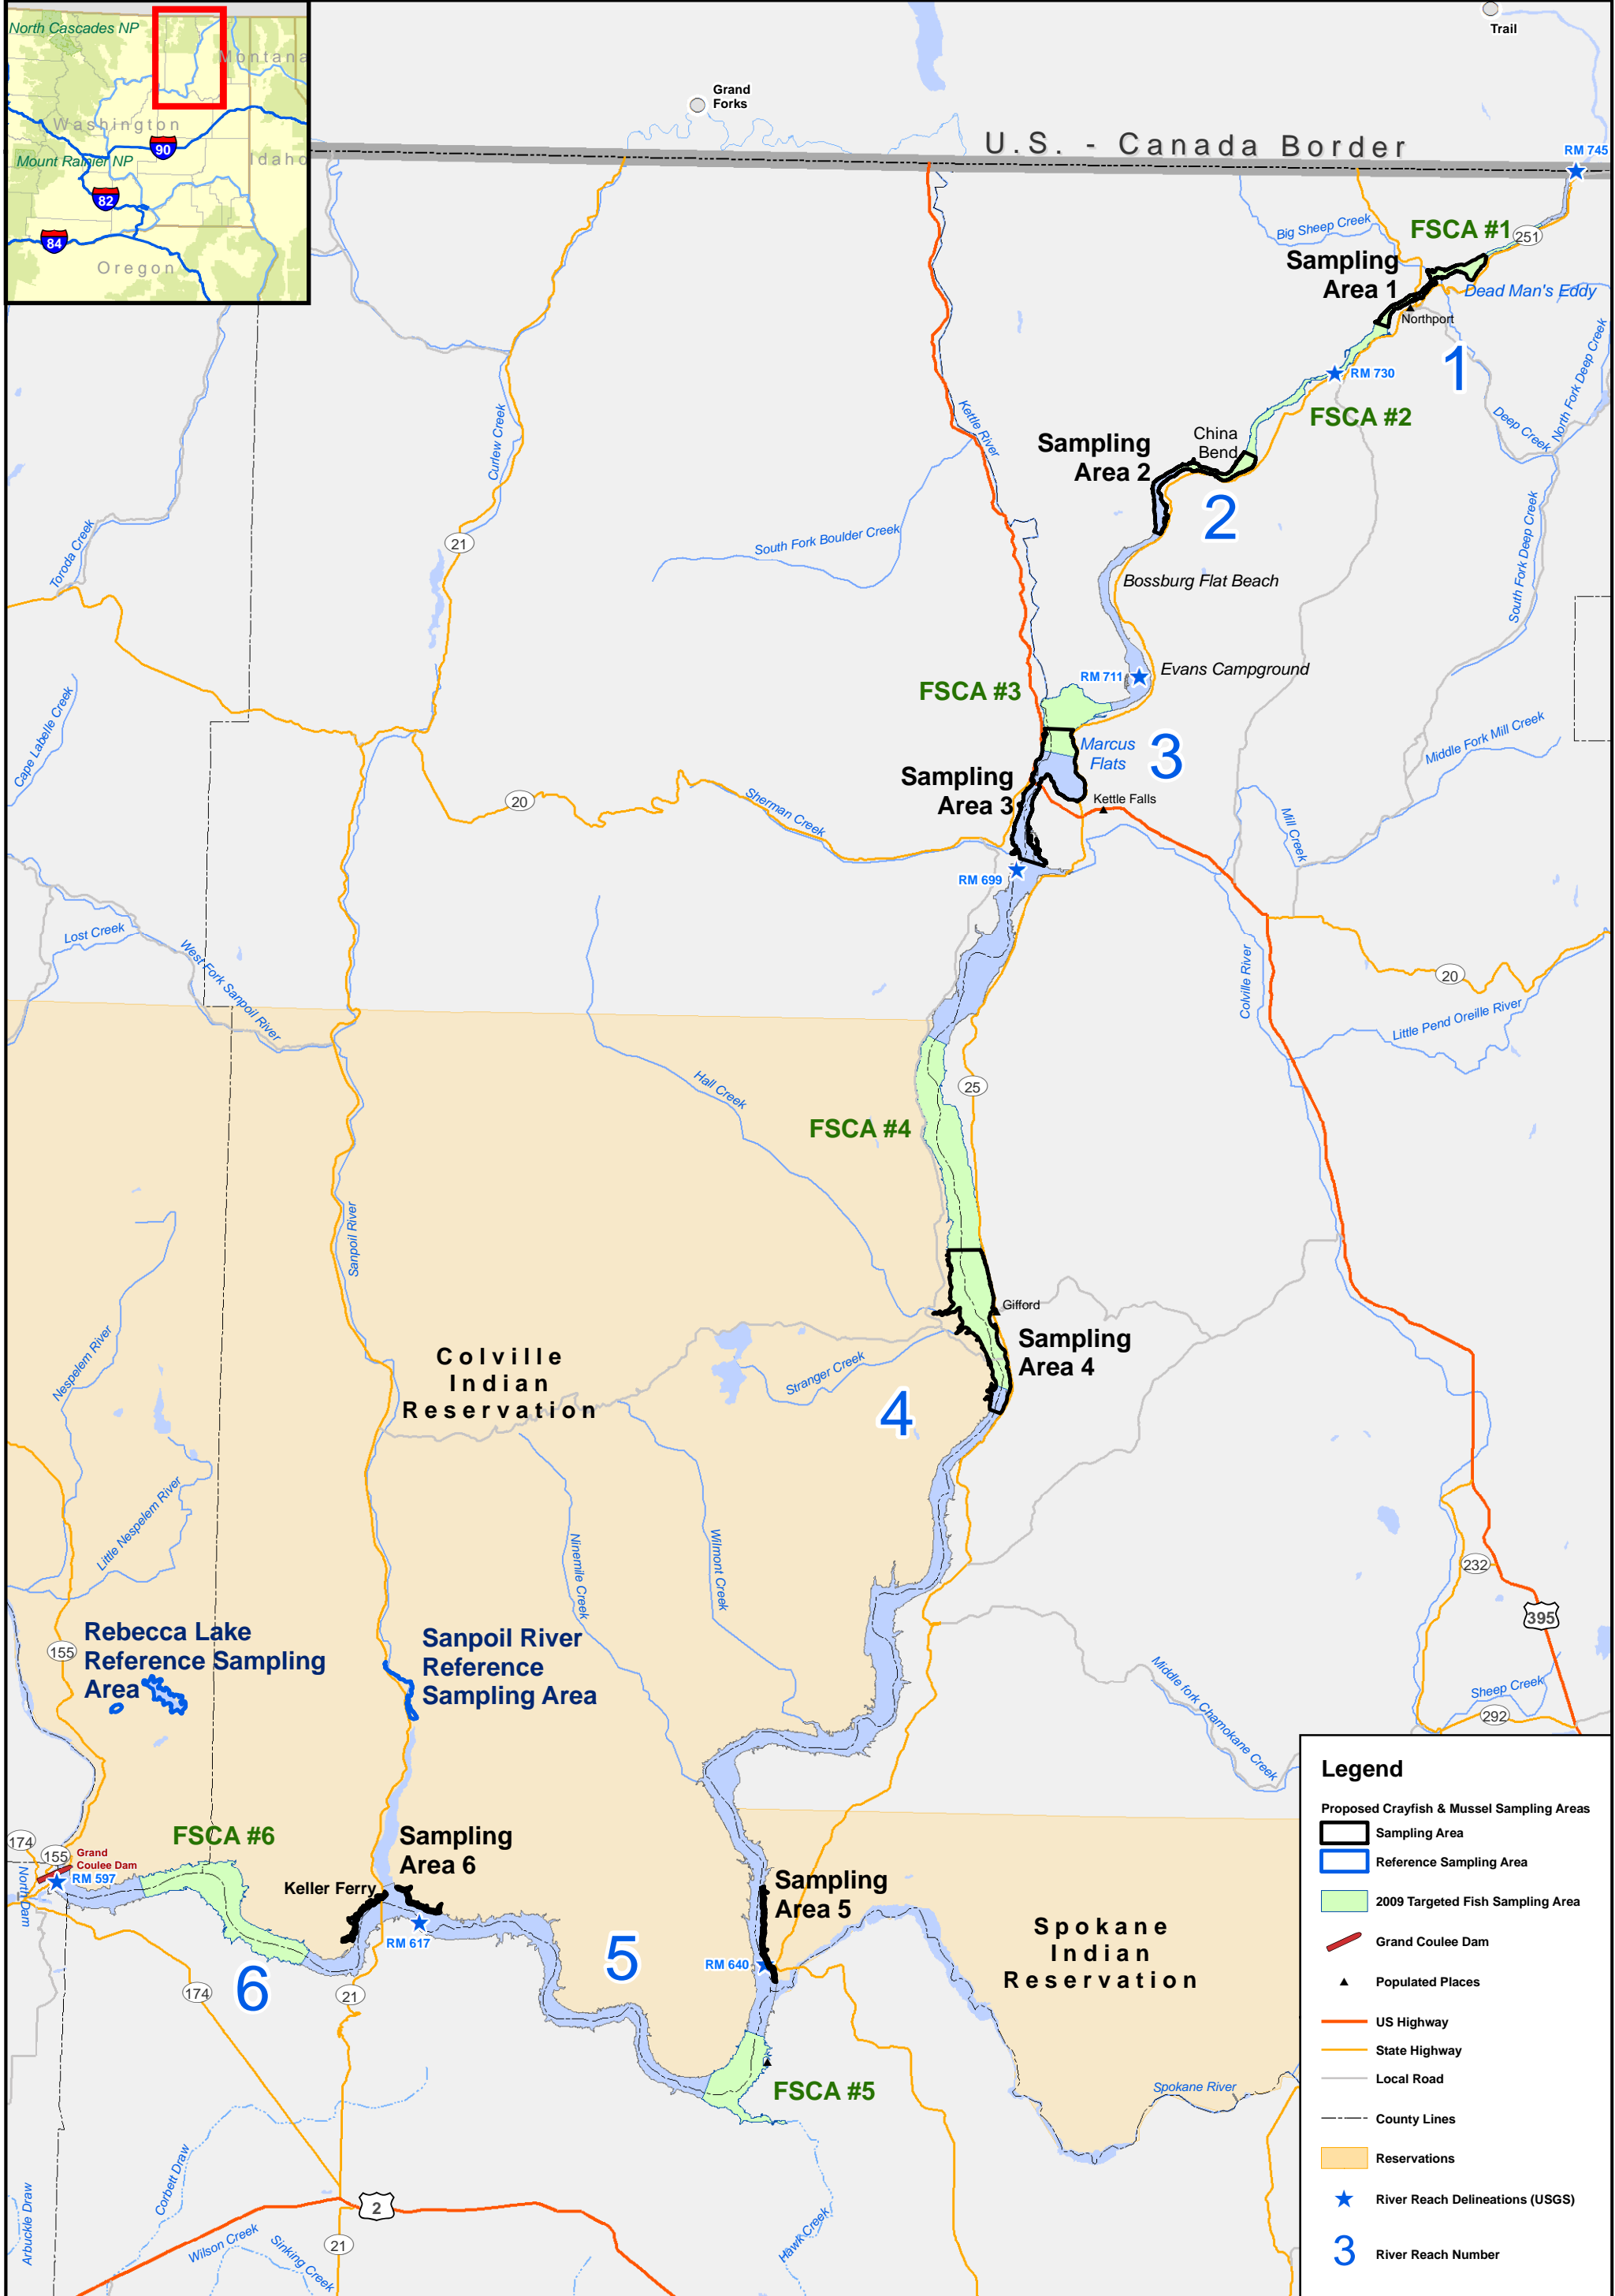 North Cascades NP
Montana
Washington
90
Mount Rainier NP
Idaho
82
84
Oregon
Trail
Grand
Forks
U.S. - Canada Border
RM 745
Big Sheep Creek
FSCA #1
251
Sampling
Area 1
Dead Man's Eddy
Northport
1
North Fork Deep Creek
RM 730
FSCA #2
Deep Creek
Kettle River
Curlew Creek
China
Bend
Sampling
Area 2
2
21
South Fork Boulder Creek
Toroda Creek
South Fork Deep Creek
Bossburg Flat Beach
Evans Campground
RM 711
FSCA #3
Cape Labelle Creek
Marcus
Flats
3
Middle Fork Mill Creek
Sampling
Area 3
Kettle Falls
20
Sherman Creek
Mill Creek
RM 699
Lost Creek
West Fork Sanpoil River
Colville River
20
Little Pend Oreille River
25
Hall Creek
FSCA #4
Sanpoil River
Gifford
Sampling
Area 4
Nespelem River
Colville
Indian
Reservation
Stranger Creek
4
Little Nespelem River
Ninemile Creek
Wilmont Creek
232
395
155
Rebecca Lake
Reference Sampling
Area
Sanpoil River
Reference
Sampling Area
Middle fork Chamokane Creek
Sheep Creek
292
174
155
Grand
Coulee Dam
RM 597
North Dam
FSCA #6
Sampling
Area 6
Keller Ferry
RM 617
Sampling
Area 5
RM 640
5
6
174
21
Spokane
Indian
Reservation
FSCA #5
Spokane River
Corbett Draw
Arbuckle Draw
2
Wilson Creek
Sinking Creek
21
Hawk Creek
Legend
Proposed Crayfish & Mussel Sampling Areas
Sampling Area
Reference Sampling Area
2009 Targeted Fish Sampling Area
Grand Coulee Dam
Populated Places
US Highway
State Highway
Local Road
County Lines
Reservations
River Reach Delineations (USGS)
3
River Reach Number